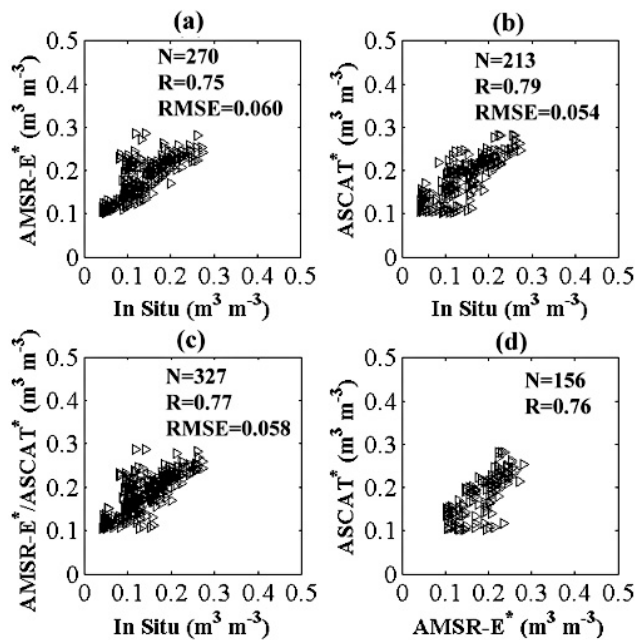 (a)
0.5
0.4
0.3
0.2
0.1
0
AMSR-E* (m³ m⁻³)
N=270
R=0.75
RMSE=0.060
0 0.1 0.2 0.3 0.4 0.5
In Situ (m³ m⁻³)
(b)
0.5
0.4
0.3
0.2
0.1
0
ASCAT* (m³ m⁻³)
N=213
R=0.79
RMSE=0.054
0 0.1 0.2 0.3 0.4 0.5
In Situ (m³ m⁻³)
(c)
0.5
0.4
0.3
0.2
0.1
0
AMSR-E*/ASCAT* (m³ m⁻³)
N=327
R=0.77
RMSE=0.058
0 0.1 0.2 0.3 0.4 0.5
In Situ (m³ m⁻³)
(d)
0.5
0.4
0.3
0.2
0.1
0
ASCAT* (m³ m⁻³)
N=156
R=0.76
0 0.1 0.2 0.3 0.4 0.5
AMSR-E* (m³ m⁻³)